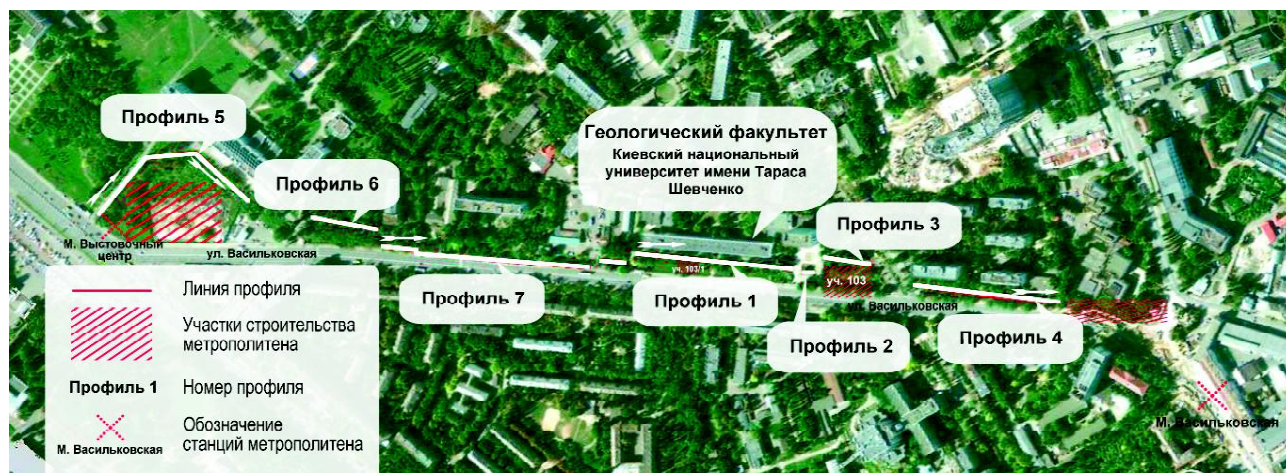 Профиль 5
Профиль 6
Геологический факультет
Киевский национальный
университет имени Тараса
Шевченко
Профиль 3
М. Выстовочный
центр
ул. Васильковская
уч. 103/1
уч. 103
ул. Васильковская
Профиль 7
Профиль 1
Профиль 2
Профиль 4
М. Васильковская
Линия профиля
Участки строительства
метрополитена
Профиль 1
Номер профиля
М. Васильковская
Обозначение
станций метрополитена